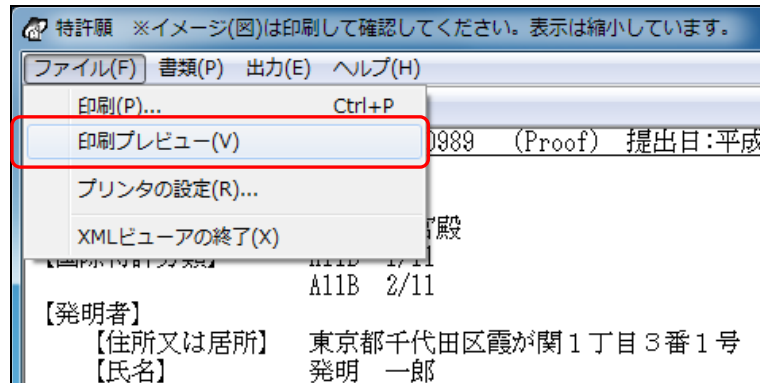 特許願 ※イメージ(図)は印刷して確認してください。表示は縮小しています。
ファイル(F) 書類(P) 出力(E) ヘルプ(H)
印刷(P)... Ctrl+P
印刷プレビュー(V)
0989 (Proof) 提出日:平成
プリンタの設定(R)...
殿
XMLビューアの終了(X)
A11B 2/11
【発明者】
【住所又は居所】 東京都千代田区霞が関1丁目3番1号
【氏名】 発明 一郎